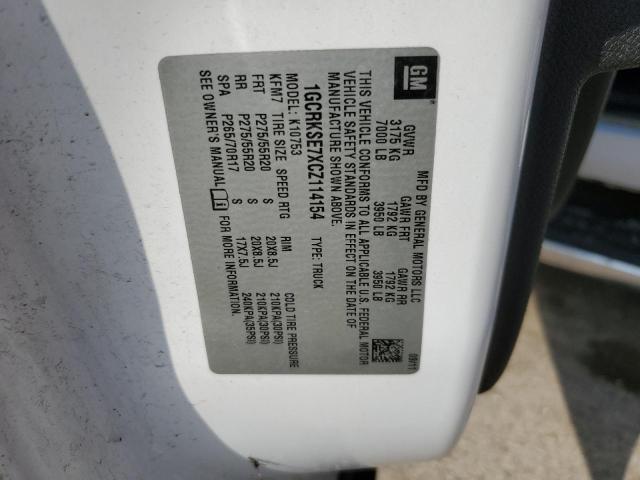 GM
MFD BY GENERAL MOTORS LLC
GVWR GAWR FRT GAWR RR
3175 KG 1792 KG 1792 KG
7000 LB 3950 LB 3950 LB
09/11
THIS VEHICLE CONFORMS TO ALL APPLICABLE U.S. FEDERAL MOTOR
VEHICLE SAFETY STANDARDS IN EFFECT ON THE DATE OF
MANUFACTURE SHOWN ABOVE.
1GCRKSE7XCZ114154 TYPE: TRUCK
MODEL: K10753
KFM7 TIRE SIZE SPEED RTG RIM COLD TIRE PRESSURE
FRT P275/55R20 S 20X8.5J 210KPA(30PSI)
RR P275/55R20 S 20X8.5J 210KPA(30PSI)
SPA P265/70R17 S 17X7.5J 240KPA(35PSI)
SEE OWNER'S MANUAL